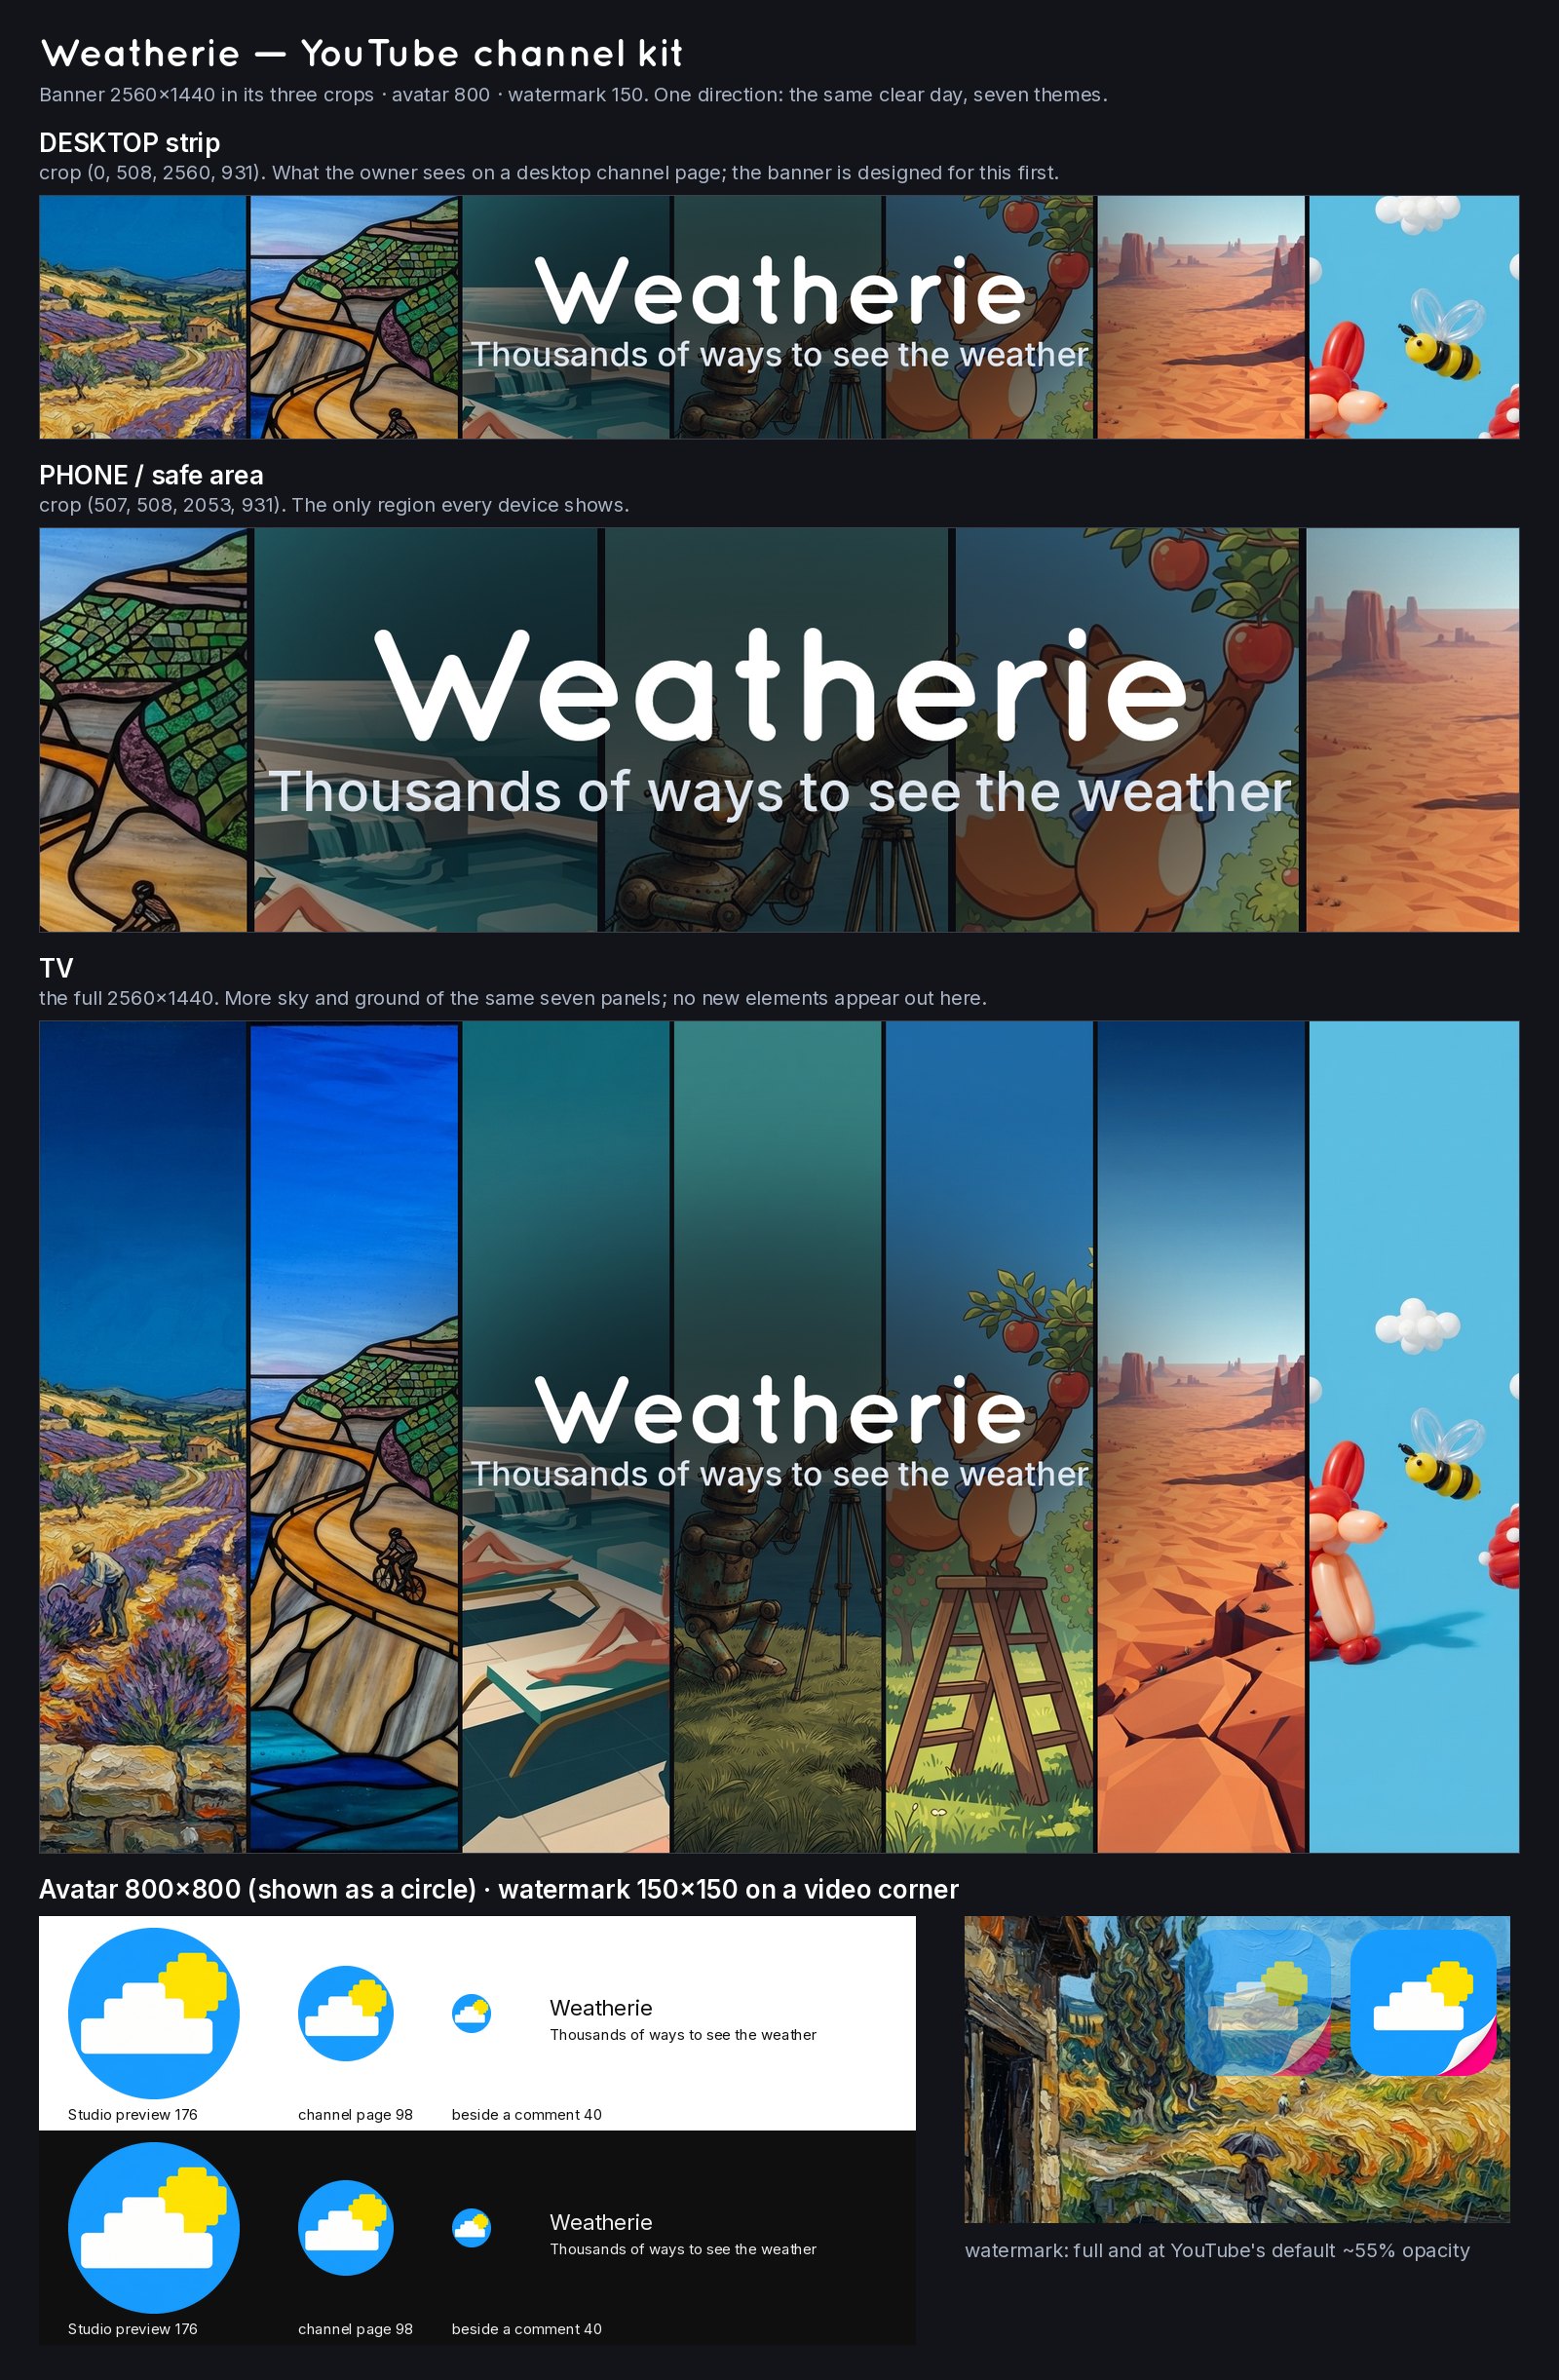 Weatherie — YouTube channel kit
Banner 2560×1440 in its three crops · avatar 800 · watermark 150. One direction: the same clear day, seven themes.
DESKTOP strip
crop (0, 508, 2560, 931). What the owner sees on a desktop channel page; the banner is designed for this first.
Weatherie
Thousands of ways to see the weather
PHONE / safe area
crop (507, 508, 2053, 931). The only region every device shows.
Weatherie
Thousands of ways to see the weather
TV
the full 2560×1440. More sky and ground of the same seven panels; no new elements appear out here.
Weatherie
Thousands of ways to see the weather
Avatar 800×800 (shown as a circle) · watermark 150×150 on a video corner
Weatherie
Thousands of ways to see the weather
Studio preview 176
channel page 98
beside a comment 40
Weatherie
Thousands of ways to see the weather
Studio preview 176
channel page 98
beside a comment 40
watermark: full and at YouTube's default ~55% opacity